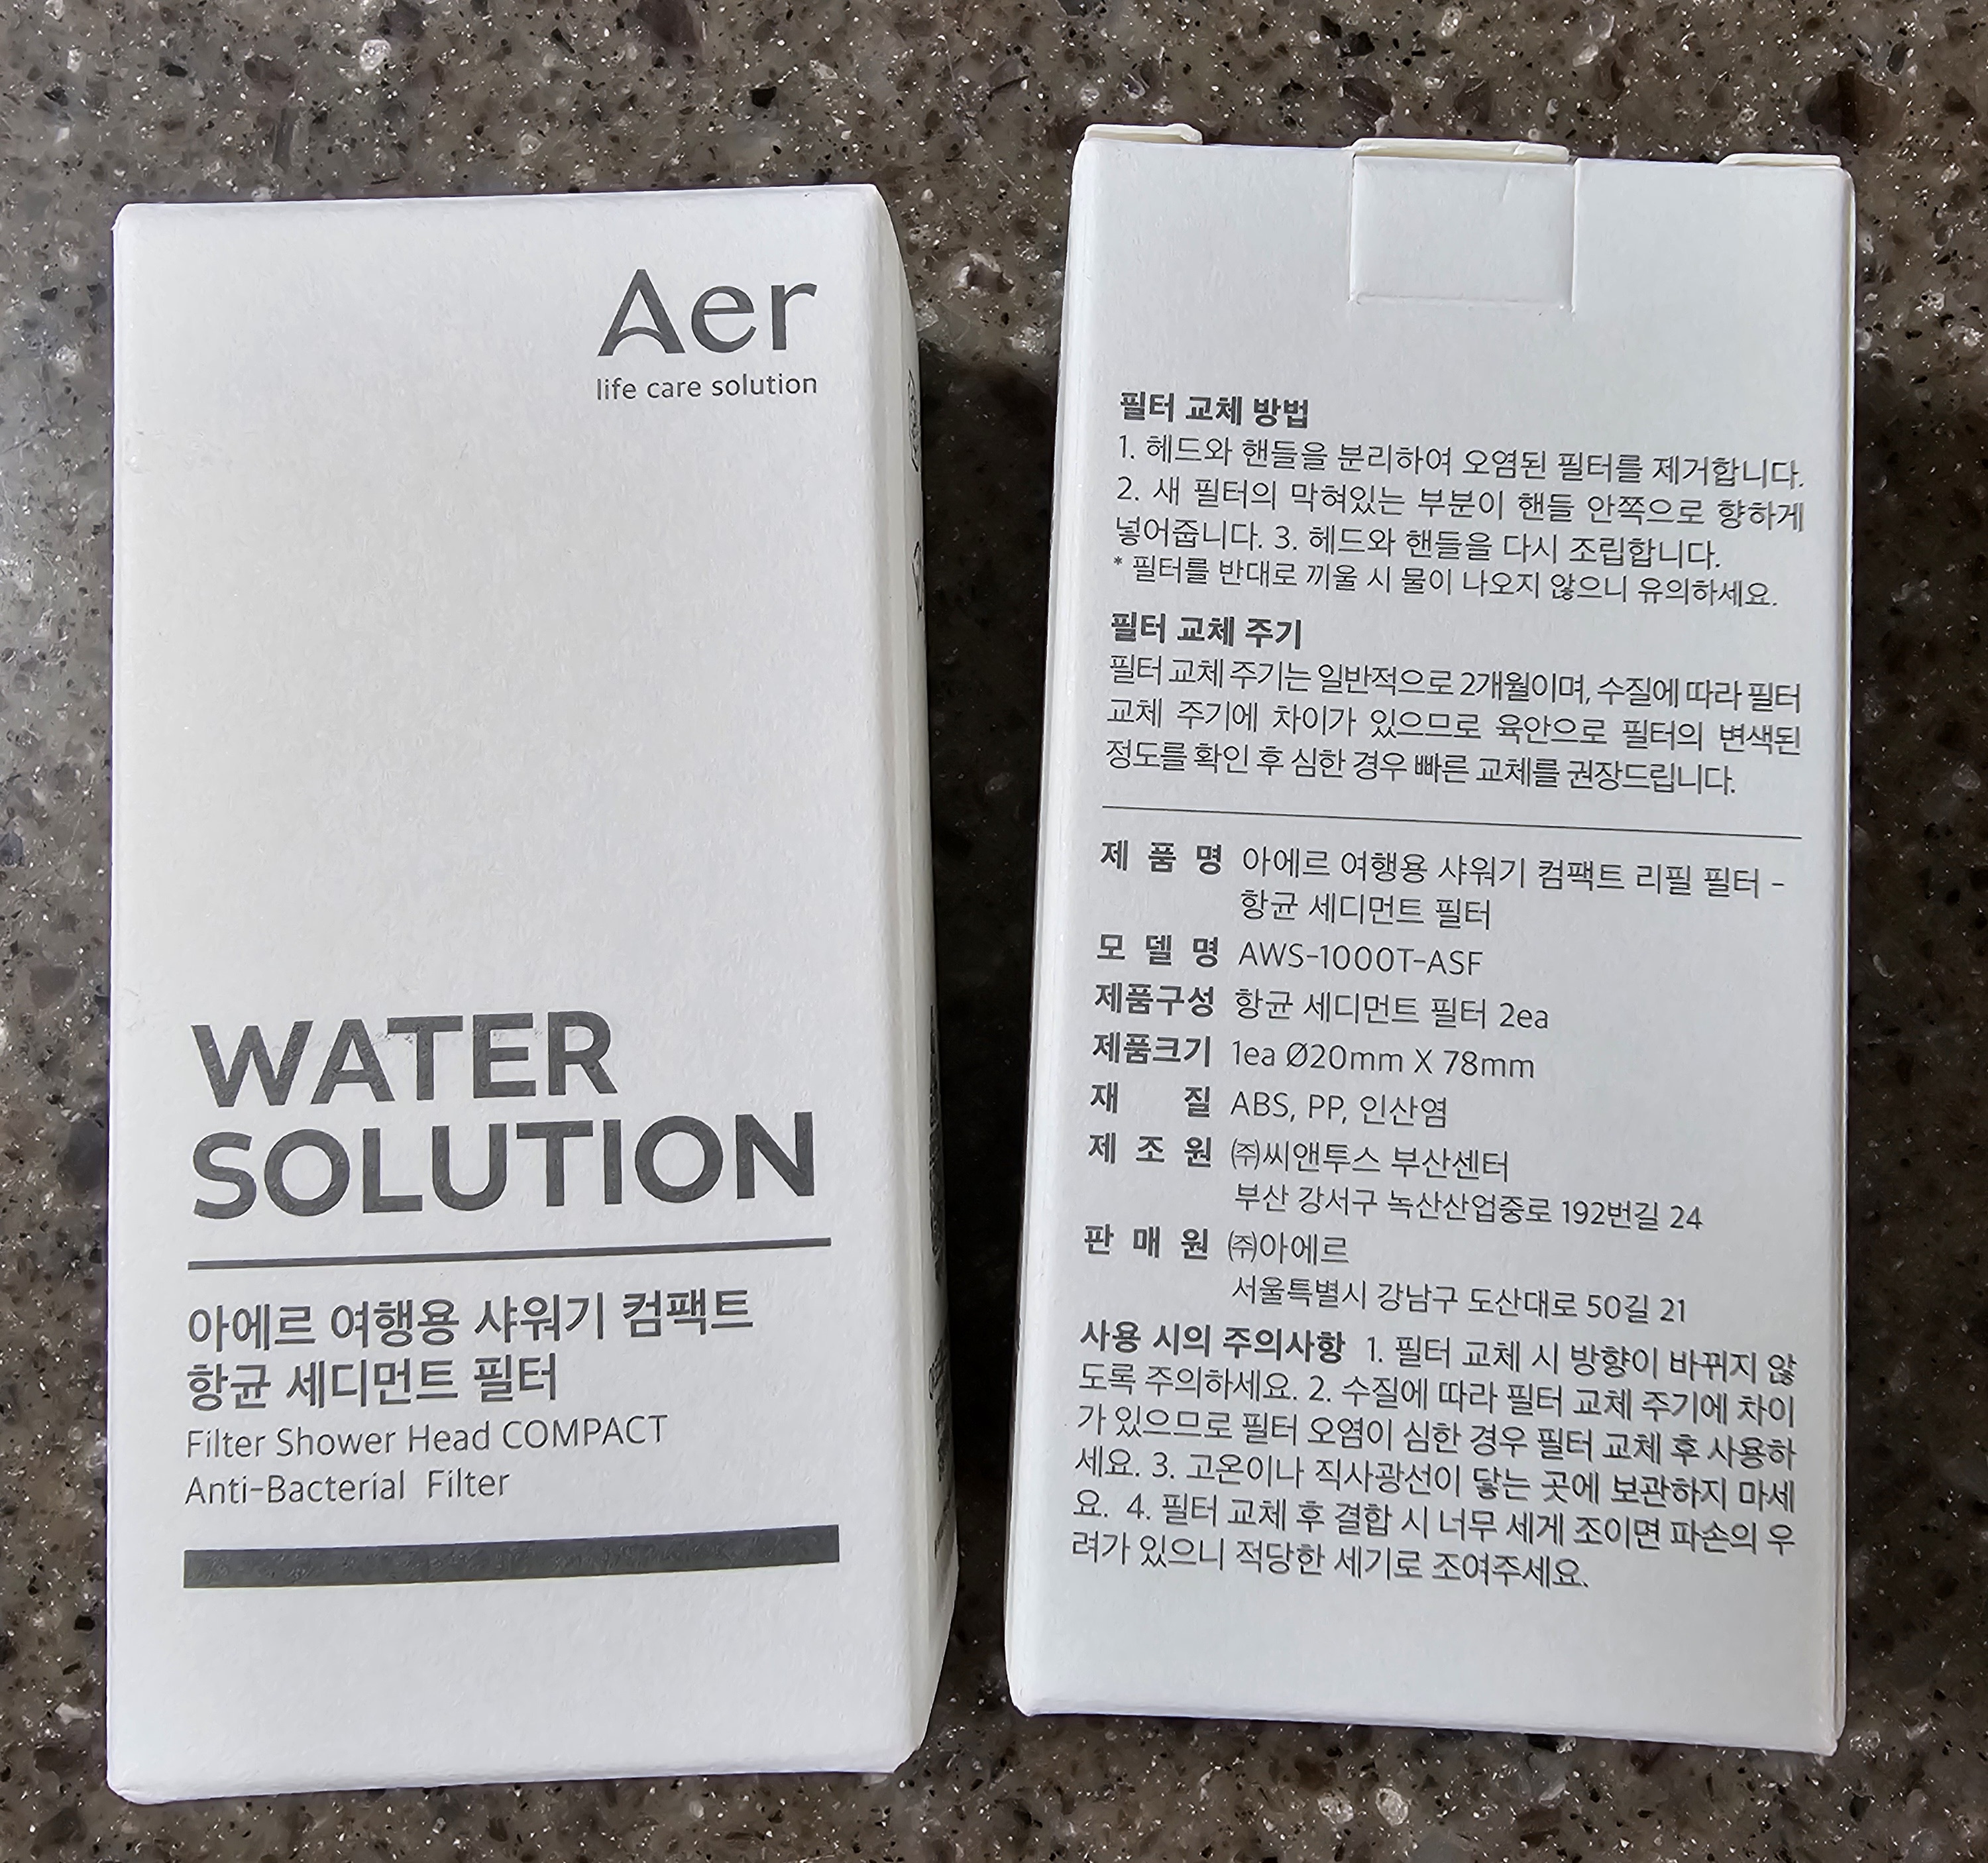 Aer
life care solution
WATER
SOLUTION
아에르 여행용 샤워기 컴팩트
항균 세디먼트 필터
Filter Shower Head COMPACT
Anti-Bacterial Filter
필터 교체 방법
1. 헤드와 핸들을 분리하여 오염된 필터를 제거합니다.
2. 새 필터의 막혀있는 부분이 핸들 안쪽으로 향하게
넣어줍니다. 3. 헤드와 핸들을 다시 조립합니다.
* 필터를 반대로 끼울 시 물이 나오지 않으니 유의하세요.
필터 교체 주기
필터 교체 주기는 일반적으로 2개월이며, 수질에 따라 필터
교체 주기에 차이가 있으므로 육안으로 필터의 변색된
정도를 확인 후 심한 경우 빠른 교체를 권장드립니다.
제 품 명 아에르 여행용 샤워기 컴팩트 리필 필터 -
항균 세디먼트 필터
모 델 명 AWS-1000T-ASF
제품구성 항균 세디먼트 필터 2ea
제품크기 1ea Ø20mm X 78mm
재 질 ABS, PP, 인산염
제 조 원 ㈜씨앤투스 부산센터
부산 강서구 녹산산업중로 192번길 24
판 매 원 ㈜아에르
서울특별시 강남구 도산대로 50길 21
사용 시의 주의사항 1. 필터 교체 시 방향이 바뀌지 않
도록 주의하세요. 2. 수질에 따라 필터 교체 주기에 차이
가 있으므로 필터 오염이 심한 경우 필터 교체 후 사용하
세요. 3. 고온이나 직사광선이 닿는 곳에 보관하지 마세
요. 4. 필터 교체 후 결합 시 너무 세게 조이면 파손의 우
려가 있으니 적당한 세기로 조여주세요.